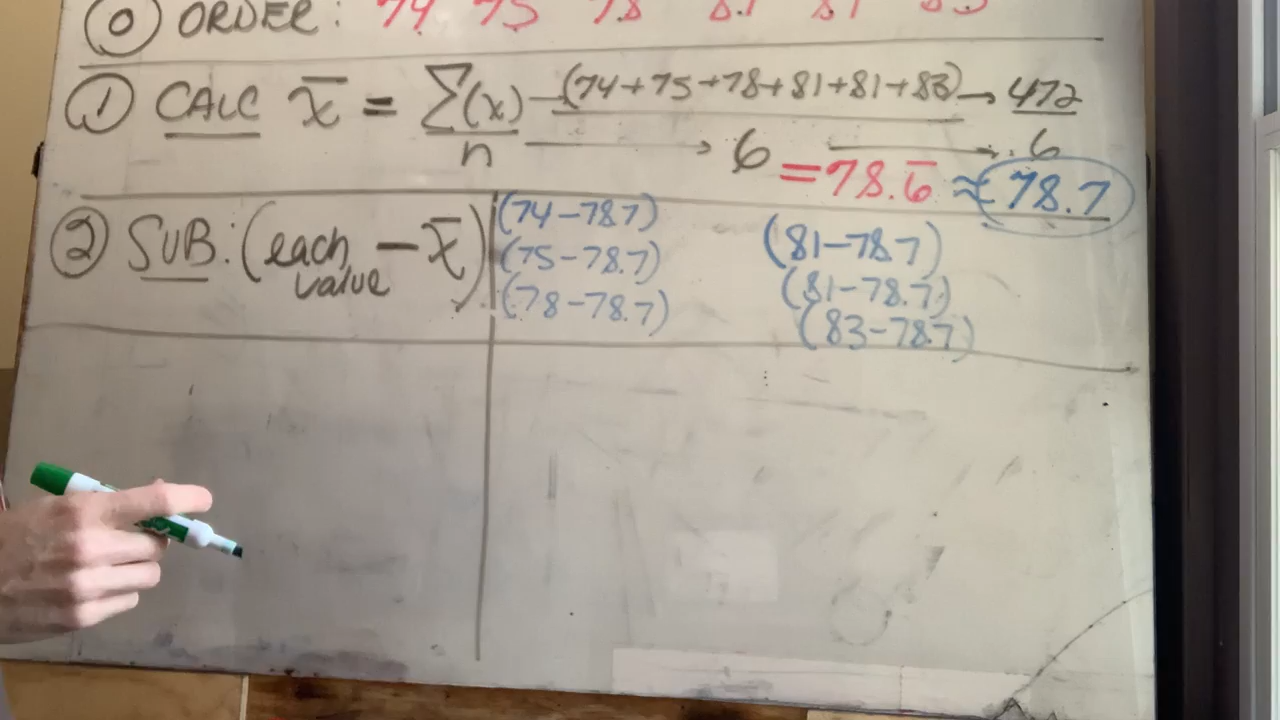 0 ORDER: 74 75 78 81 81 83
1 CALC x̄ = Σ(x) (74+75+78+81+81+83) → 472
n → 6 → 6
= 78.6̄ ≈ 78.7
2 SUB: (each value − x̄)
(74−78.7) (81−78.7)
(75−78.7) (81−78.7)
(78−78.7) (83−78.7)